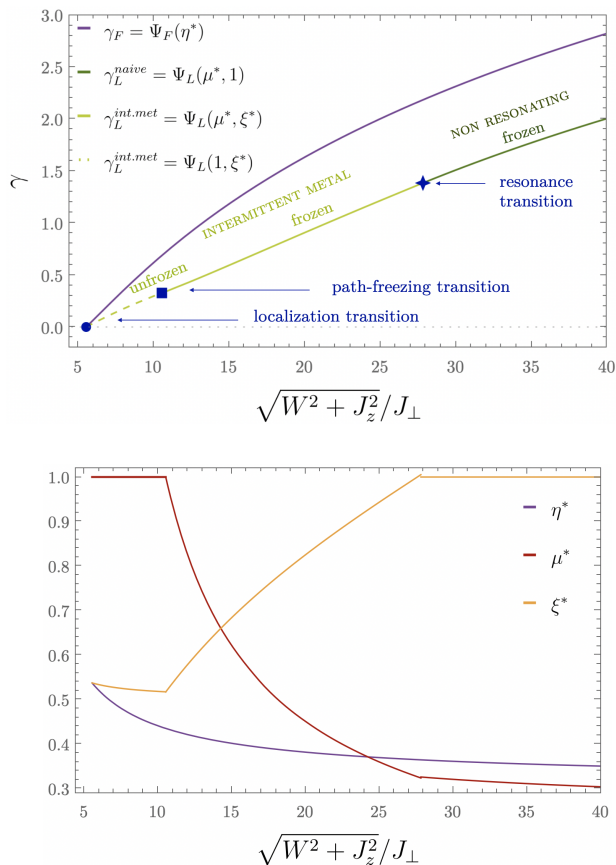 3.0
2.5
2.0
1.5
1.0
0.5
0.0
γ
γ_F = Ψ_F(η*)
γ_L^{naive} = Ψ_L(μ*, 1)
γ_L^{int.met} = Ψ_L(μ*, ξ*)
γ_L^{int.met} = Ψ_L(1, ξ*)
NON RESONATING
frozen
INTERMITTENT METAL
frozen
unfrozen
resonance
transition
path-freezing transition
localization transition
5 10 15 20 25 30 35 40
√(W² + J_z²)/J_⊥
1.0
0.9
0.8
0.7
0.6
0.5
0.4
0.3
η*
μ*
ξ*
5 10 15 20 25 30 35 40
√(W² + J_z²)/J_⊥